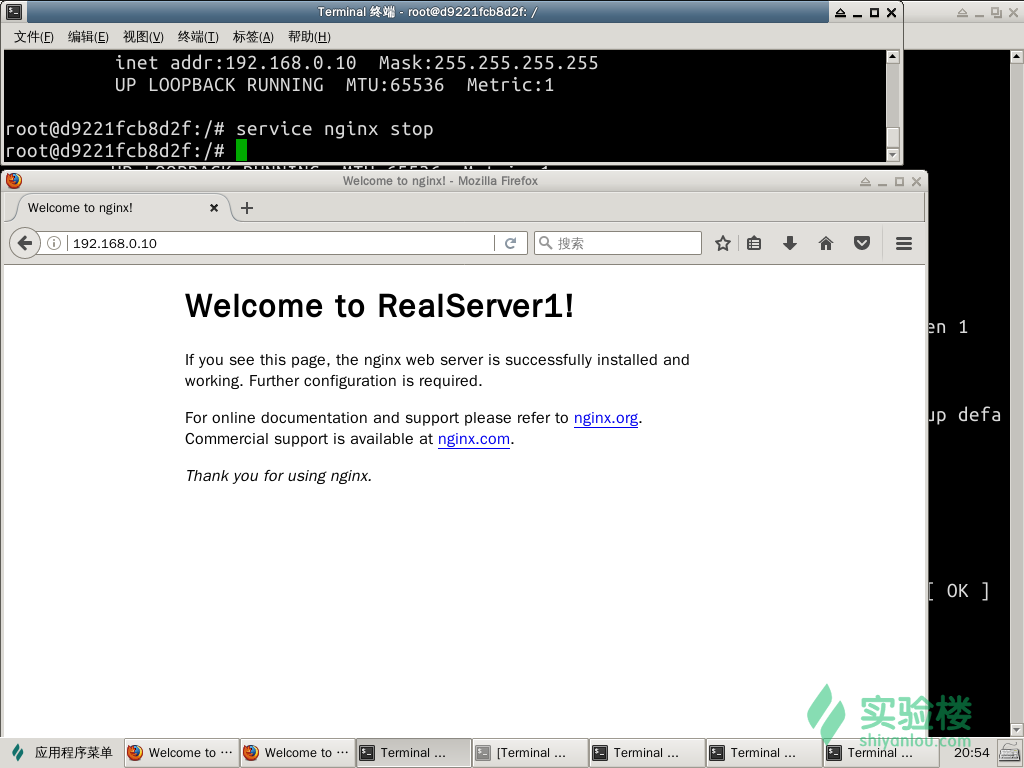 Terminal 终端 - root@d9221fcb8d2f: /
文件(F) 编辑(E) 视图(V) 终端(T) 标签(A) 帮助(H)
inet addr:192.168.0.10 Mask:255.255.255.255
UP LOOPBACK RUNNING MTU:65536 Metric:1
root@d9221fcb8d2f:/# service nginx stop
root@d9221fcb8d2f:/#
Welcome to nginx! - Mozilla Firefox
Welcome to nginx!
192.168.0.10
搜索
Welcome to RealServer1!
If you see this page, the nginx web server is successfully installed and
working. Further configuration is required.
For online documentation and support please refer to nginx.org.
Commercial support is available at nginx.com.
Thank you for using nginx.
en 1
up defa
[ OK ]
实验楼
shiyanlou.com
应用程序菜单 Welcome to ··· Welcome to ··· Terminal ... [Terminal ... Terminal ... Terminal ... Terminal ... 20:54